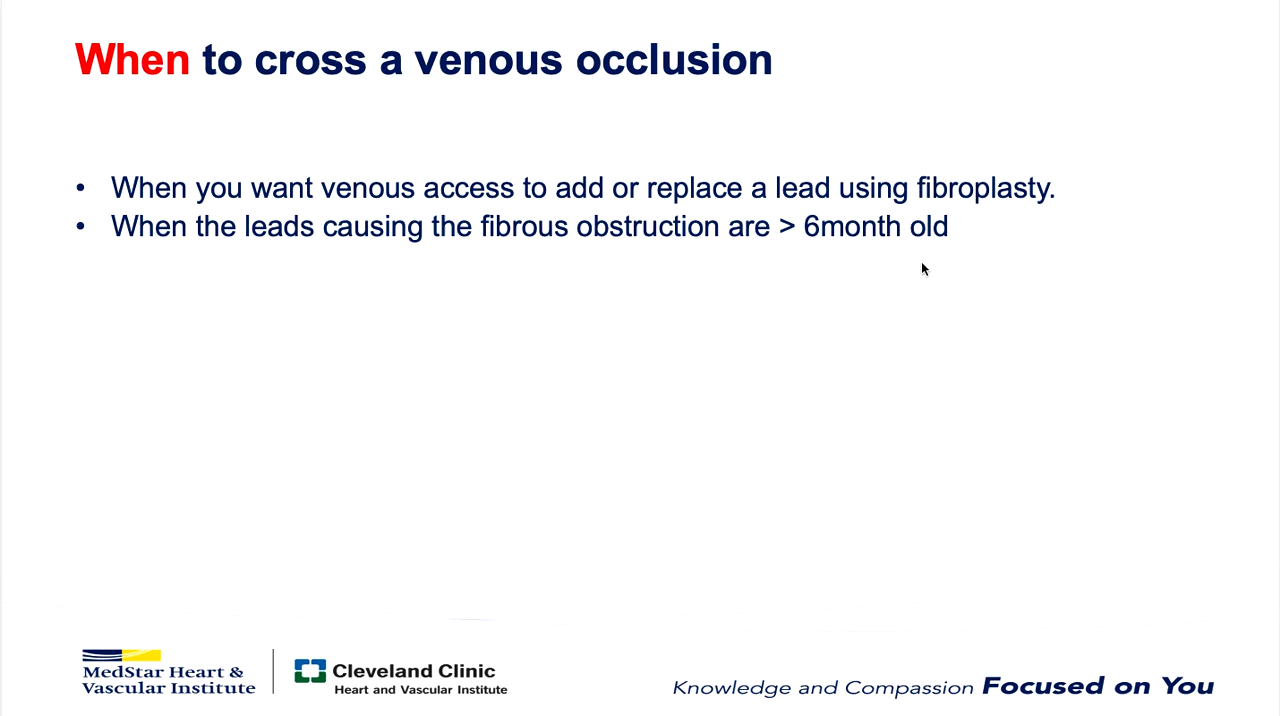 When to cross a venous occlusion
• When you want venous access to add or replace a lead using fibroplasty.
• When the leads causing the fibrous obstruction are > 6month old
MedStar Heart &
Vascular Institute
Cleveland Clinic
Heart and Vascular Institute
Knowledge and Compassion Focused on You